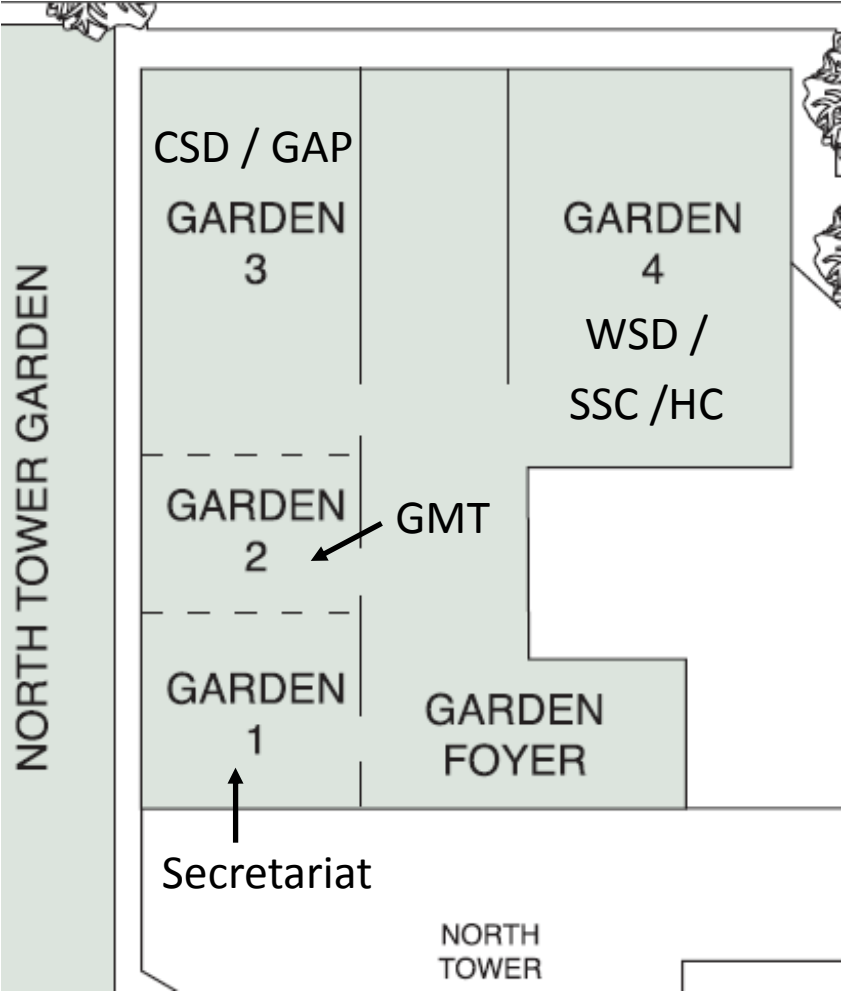 CSD / GAP
GARDEN
3
GARDEN
4
WSD /
SSC /HC
NORTH TOWER GARDEN
GARDEN
2
GMT
GARDEN
1
GARDEN
FOYER
Secretariat
NORTH
TOWER